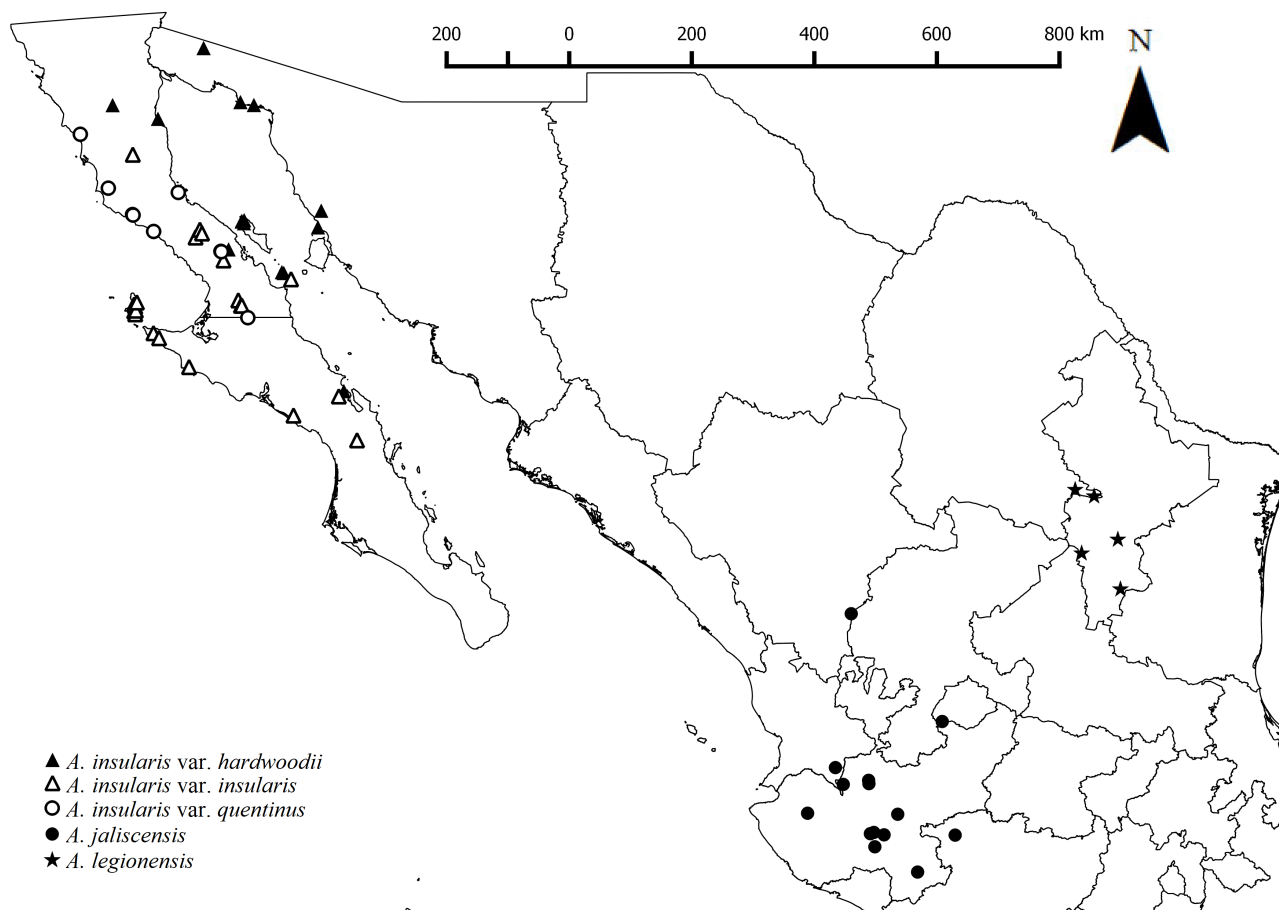 200 0 200 400 600 800 km
N
A. insularis var. hardwoodii
A. insularis var. insularis
A. insularis var. quentinus
A. jaliscensis
A. legionensis